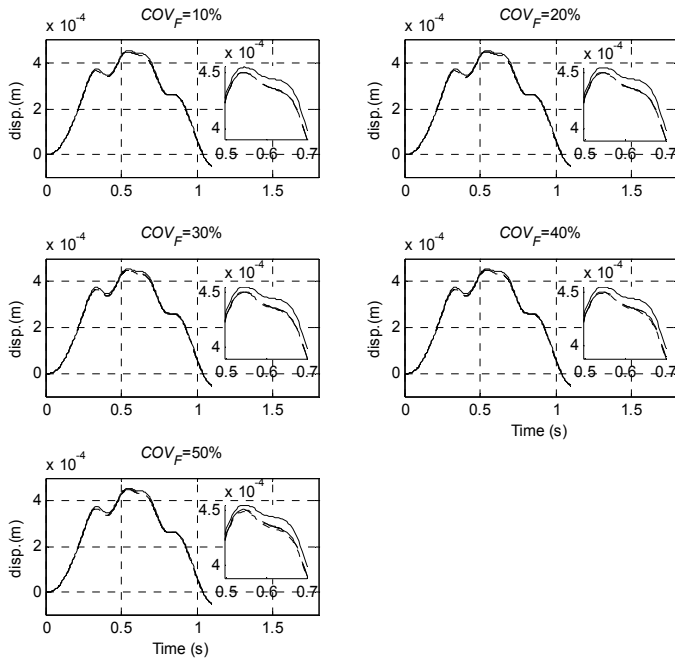 COV_F=10%
x 10^-4
disp.(m)
4
2
0
0 0.5 1 1.5
x 10^-4
4.5
4
0.5 0.6 0.7
COV_F=20%
x 10^-4
disp.(m)
4
2
0
0 0.5 1 1.5
x 10^-4
4.5
4
0.5 0.6 0.7
COV_F=30%
x 10^-4
disp.(m)
4
2
0
0 0.5 1 1.5
x 10^-4
4.5
4
0.5 0.6 0.7
COV_F=40%
x 10^-4
disp.(m)
4
2
0
0 0.5 1 1.5
Time (s)
x 10^-4
4.5
4
0.5 0.6 0.7
COV_F=50%
x 10^-4
disp.(m)
4
2
0
0 0.5 1 1.5
Time (s)
x 10^-4
4.5
4
0.5 0.6 0.7